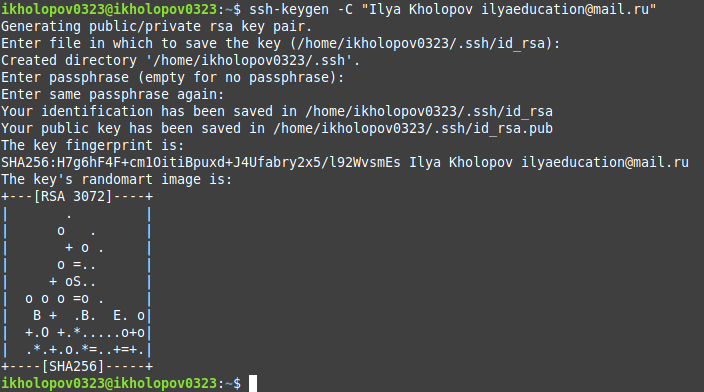 ikholopov0323@ikholopov0323:~$ ssh-keygen -C "Ilya Kholopov ilyaeducation@mail.ru"
Generating public/private rsa key pair.
Enter file in which to save the key (/home/ikholopov0323/.ssh/id_rsa):
Created directory '/home/ikholopov0323/.ssh'.
Enter passphrase (empty for no passphrase):
Enter same passphrase again:
Your identification has been saved in /home/ikholopov0323/.ssh/id_rsa
Your public key has been saved in /home/ikholopov0323/.ssh/id_rsa.pub
The key fingerprint is:
SHA256:H7g6hF4F+cm1OitiBpuxd+J4Ufabry2x5/l92WvsmEs Ilya Kholopov ilyaeducation@mail.ru
The key's randomart image is:
+---[RSA 3072]----+
|       .         |
|      o   .      |
|       + o .     |
|      o =..      |
|     + oS..      |
|  o o o =o .     |
|   B +  .B.  E. o|
|  +.O +.*.....o+o|
|  .*.+.o.*=..+=+.|
+----[SHA256]-----+
ikholopov0323@ikholopov0323:~$